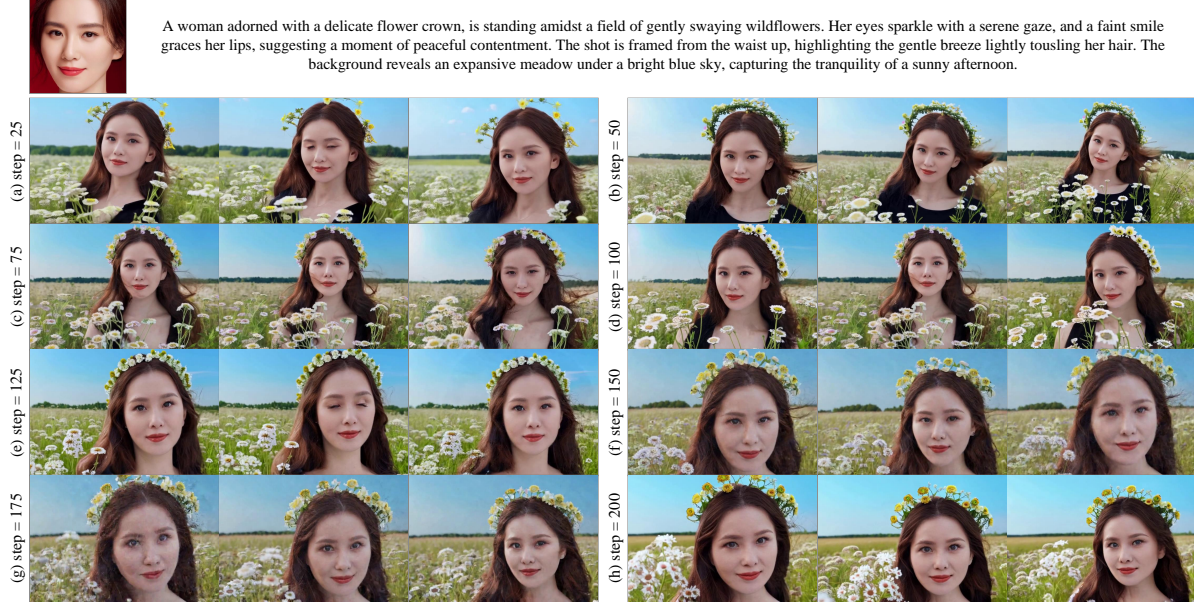 A woman adorned with a delicate flower crown, is standing amidst a field of gently swaying wildflowers. Her eyes sparkle with a serene gaze, and a faint smile
graces her lips, suggesting a moment of peaceful contentment. The shot is framed from the waist up, highlighting the gentle breeze lightly tousling her hair. The
background reveals an expansive meadow under a bright blue sky, capturing the tranquility of a sunny afternoon.
(a) step = 25
(b) step = 50
(c) step = 75
(d) step = 100
(e) step = 125
(f) step = 150
(g) step = 175
(h) step = 200